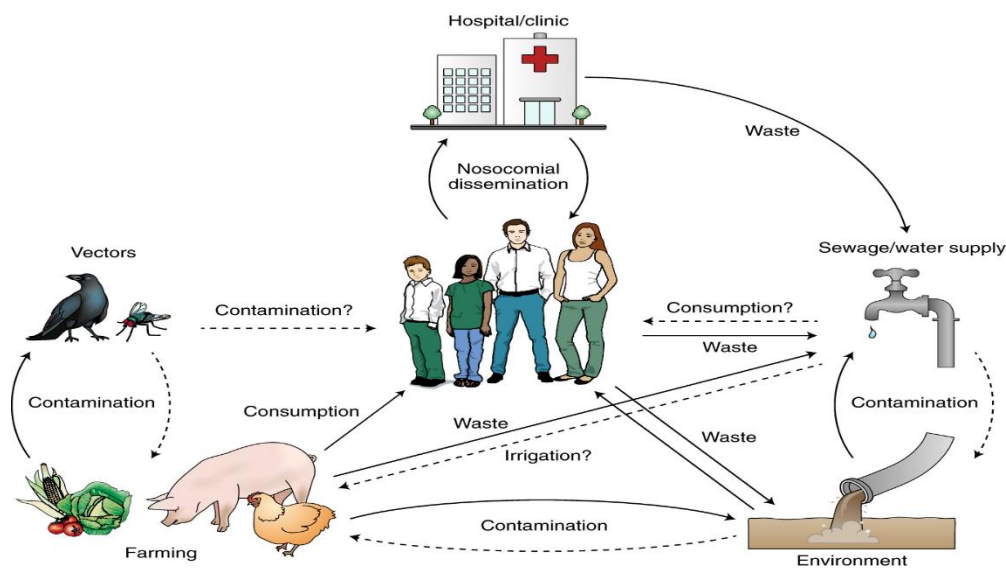 Hospital/clinic
Waste
Nosocomial
dissemination
Vectors
Sewage/water supply
Contamination?
Consumption?
Waste
Contamination
Consumption
Waste
Contamination
Waste
Irrigation?
Contamination
Farming
Environment